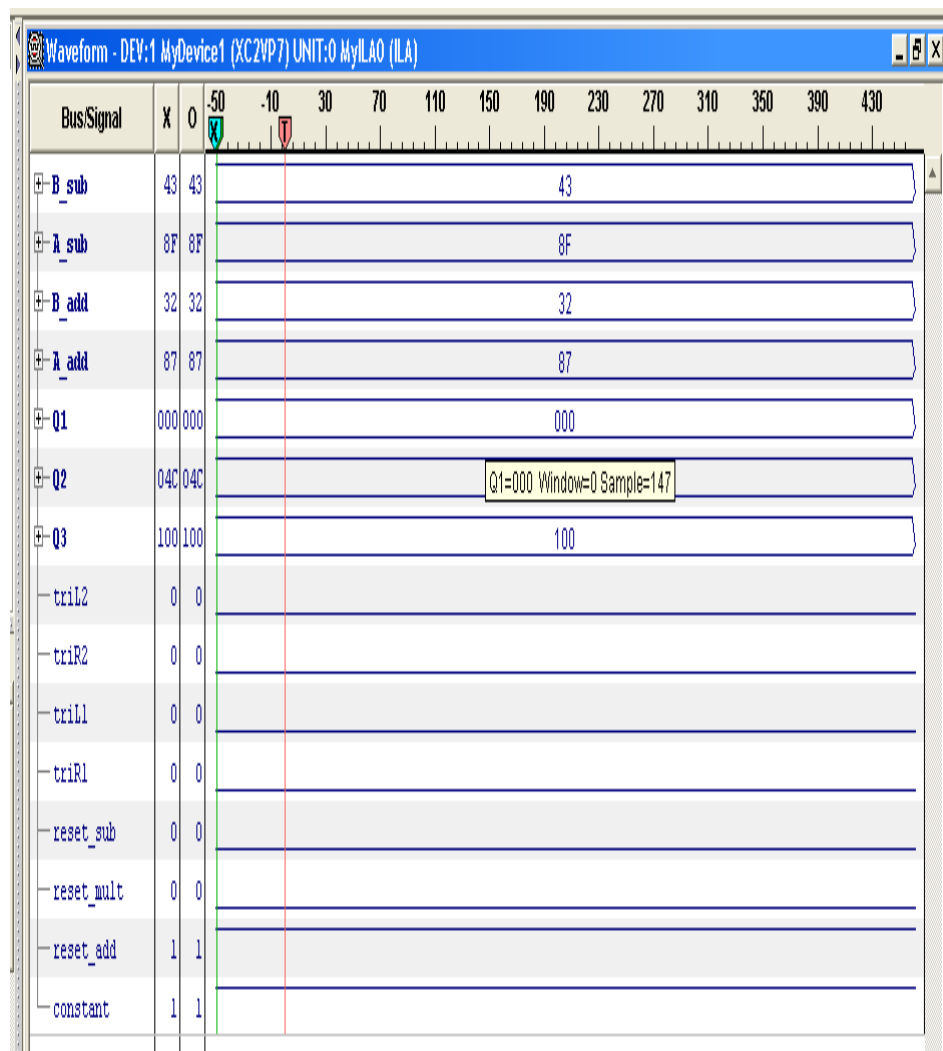 Waveform - DEV:1 MyDevice1 (XC2VP7) UNIT:0 MyILA0 (ILA)
Bus/Signal X O -50 -10 30 70 110 150 190 230 270 310 350 390 430
X T
B_sub 43 43 43
A_sub 8F 8F 8F
B_add 32 32 32
A_add 87 87 87
Q1 000 000 000
Q2 04C 04C
Q1=000 Window=0 Sample=147
Q3 100 100 100
triL2 0 0
triR2 0 0
triL1 0 0
triR1 0 0
reset_sub 0 0
reset_mult 0 0
reset_add 1 1
constant 1 1